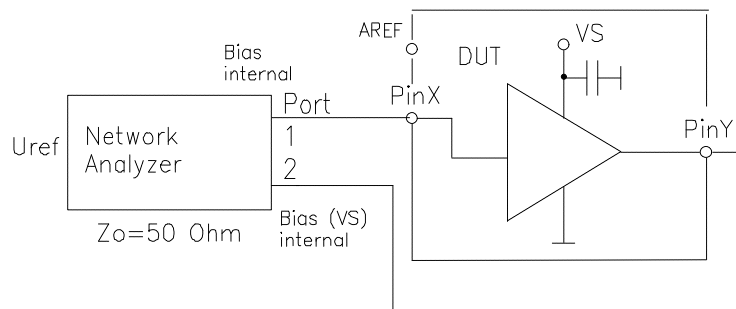 AREF
VS
DUT
Bias
internal
PinX
Port
1
PinY
Uref
Network
Analyzer
2
Zo=50 Ohm
Bias (VS)
internal